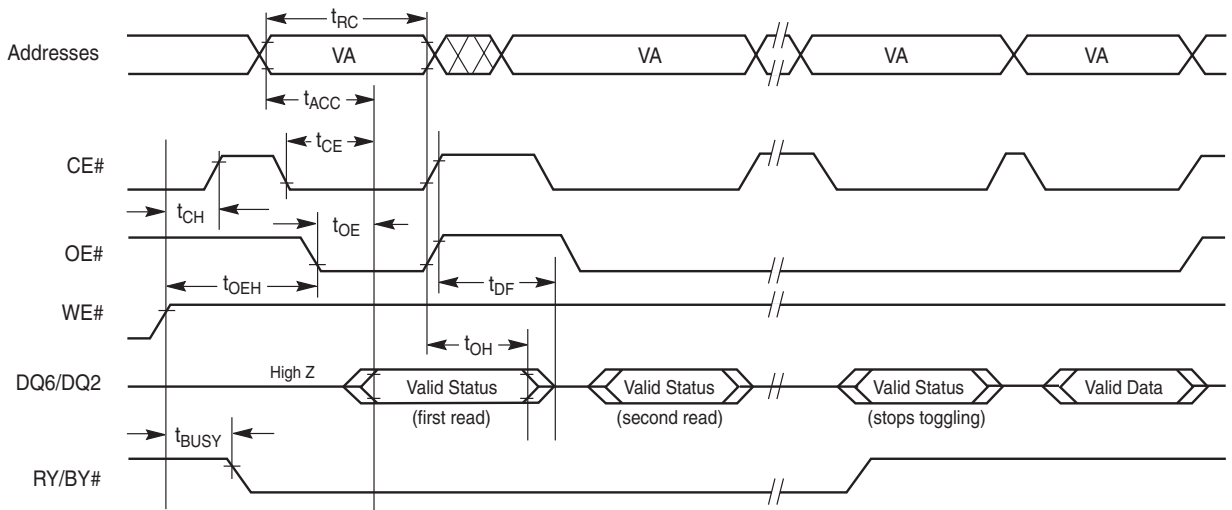 tRC
Addresses VA VA VA VA
tACC
tCE
CE#
tCH tOE
OE#
tOEH tDF
WE#
tOH
DQ6/DQ2 High Z Valid Status Valid Status Valid Status Valid Data
(first read) (second read) (stops toggling)
tBUSY
RY/BY#